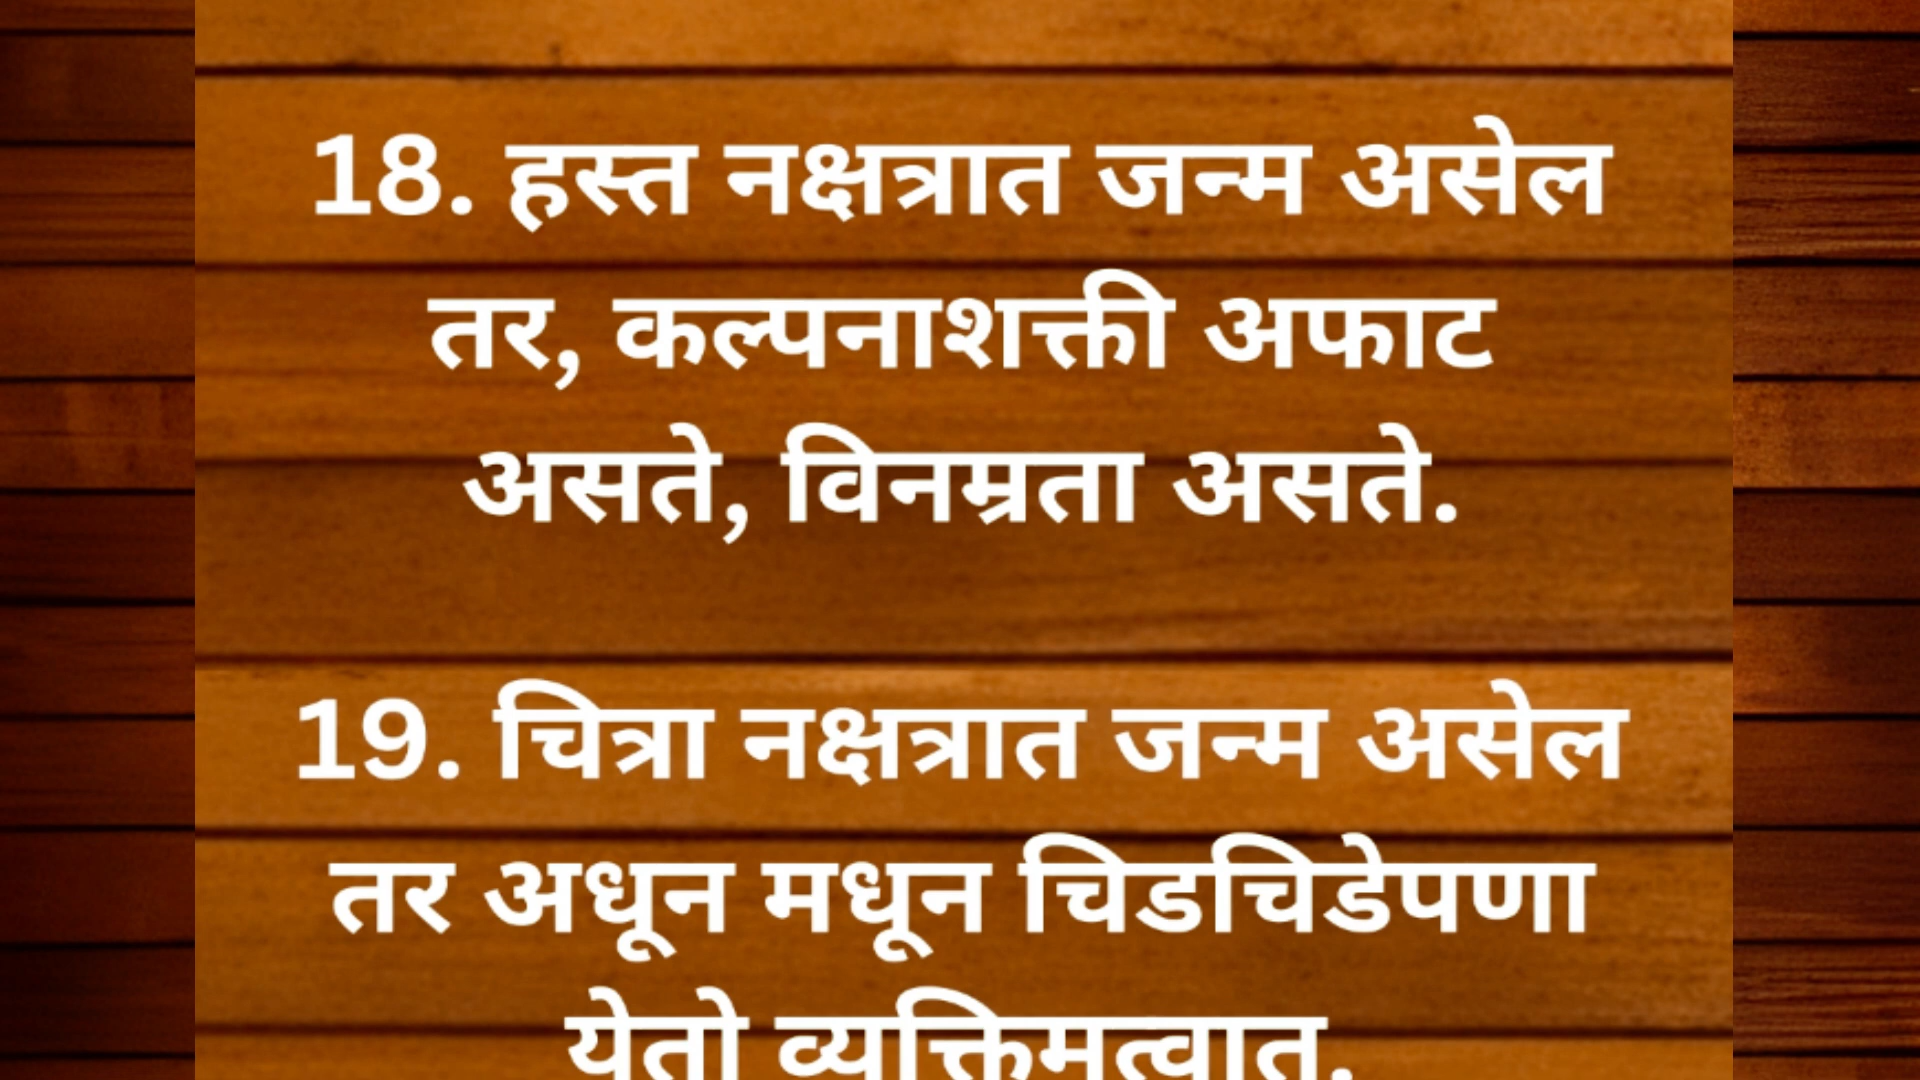 18. हस्त नक्षत्रात जन्म असेल
तर, कल्पनाशक्ती अफाट
असते, विनम्रता असते.
19. चित्रा नक्षत्रात जन्म असेल
तर अधून मधून चिडचिडेपणा
येतो व्यक्तिमत्वात.